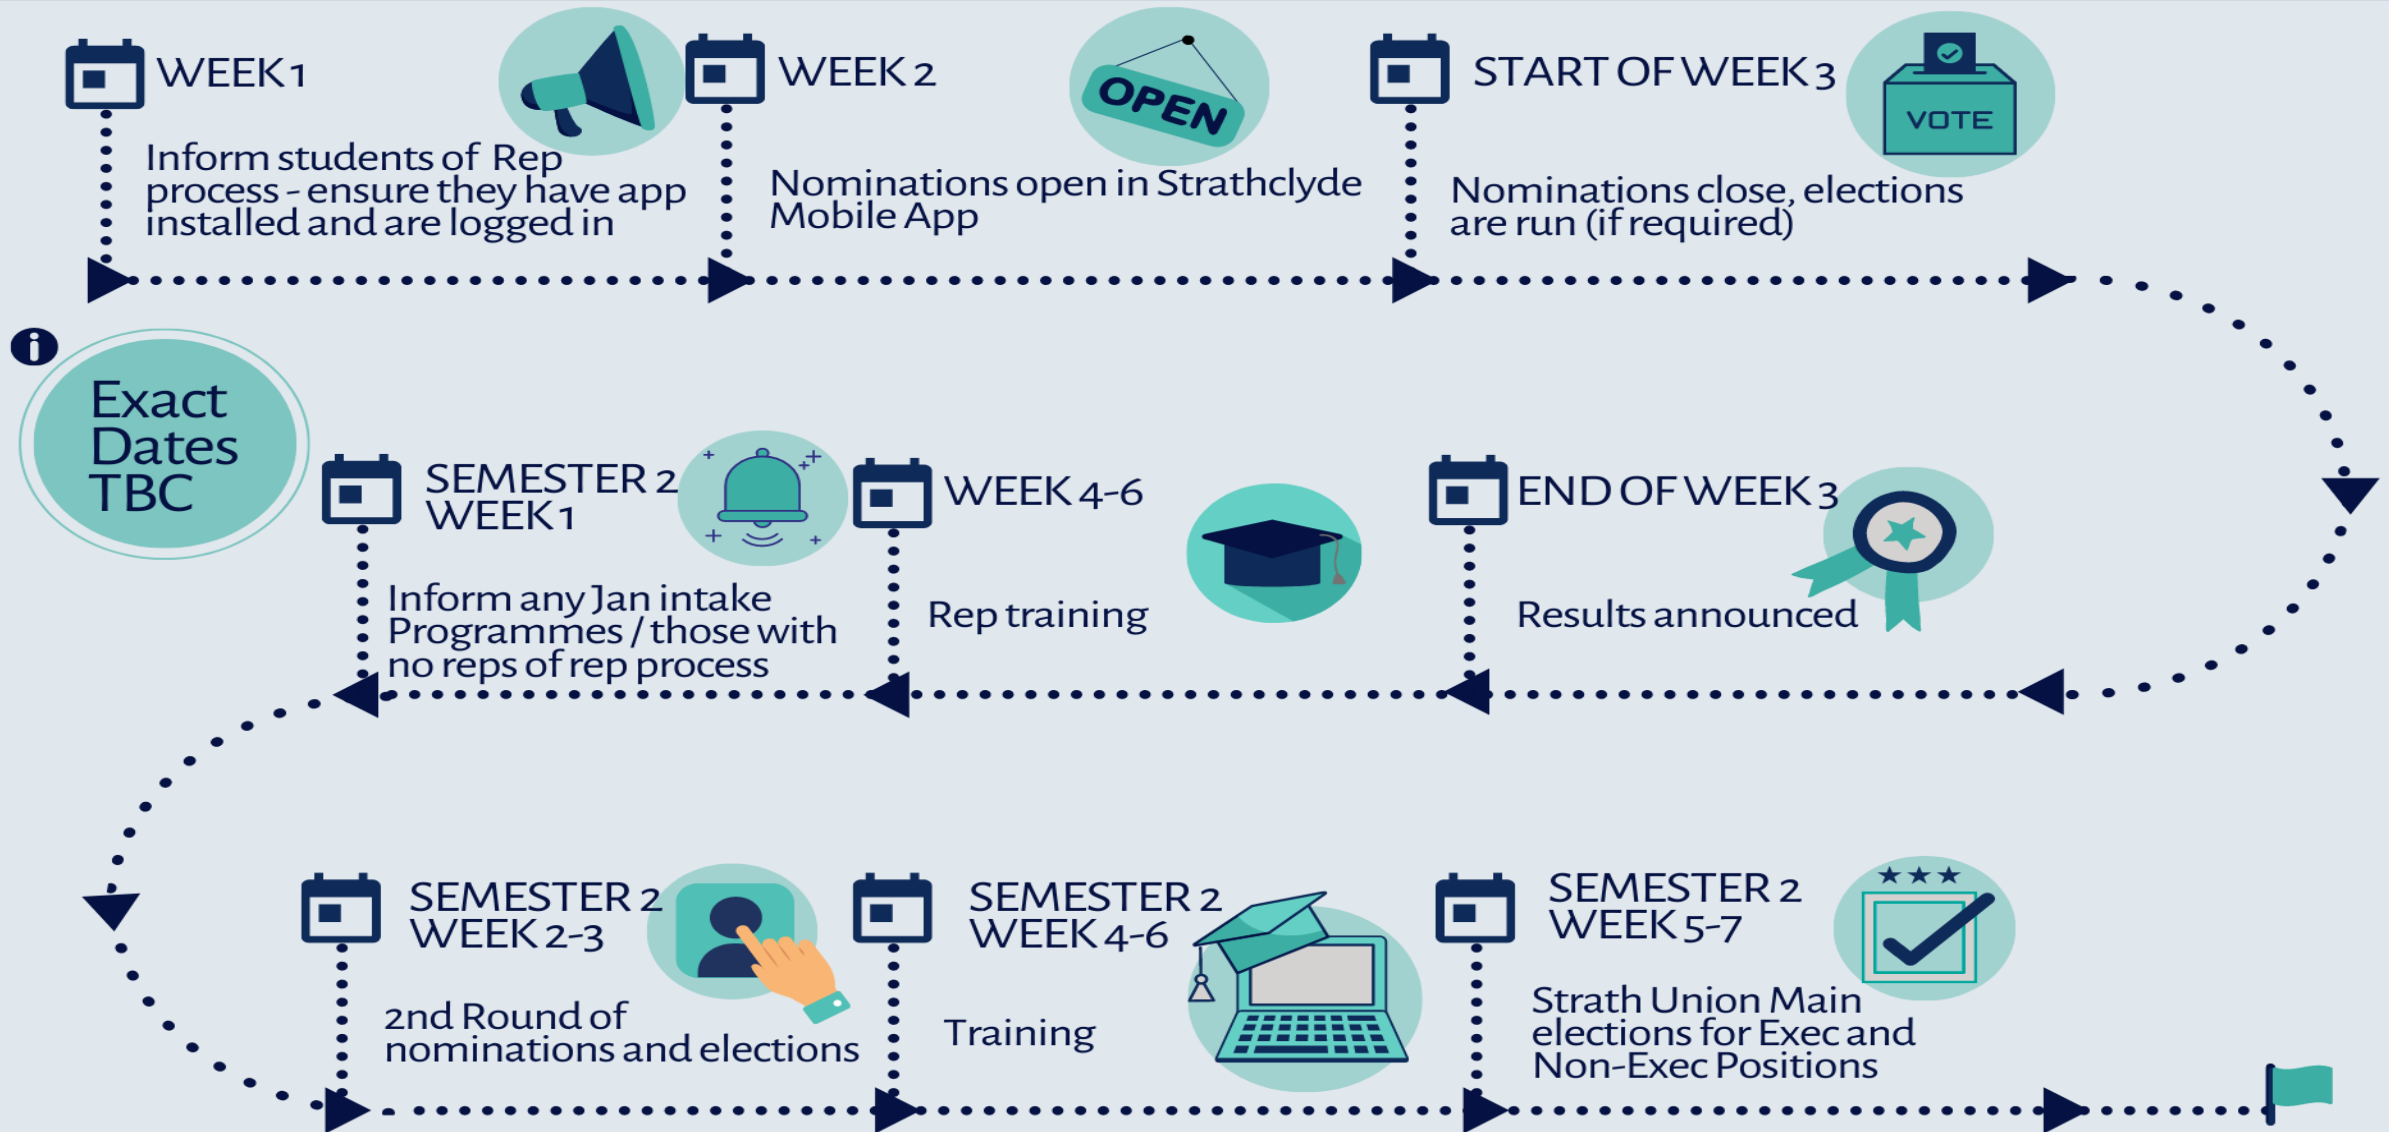 WEEK 1
Inform students of Rep
process - ensure they have app
installed and are logged in
WEEK 2
OPEN
Nominations open in Strathclyde
Mobile App
START OF WEEK 3
VOTE
Nominations close, elections
are run (if required)
Exact
Dates
TBC
END OF WEEK 3
Results announced
WEEK 4-6
Rep training
SEMESTER 2
WEEK 1
Inform any Jan intake
Programmes / those with
no reps of rep process
SEMESTER 2
WEEK 2-3
2nd Round of
nominations and elections
SEMESTER 2
WEEK 4-6
Training
SEMESTER 2
WEEK 5-7
Strath Union Main
elections for Exec and
Non-Exec Positions